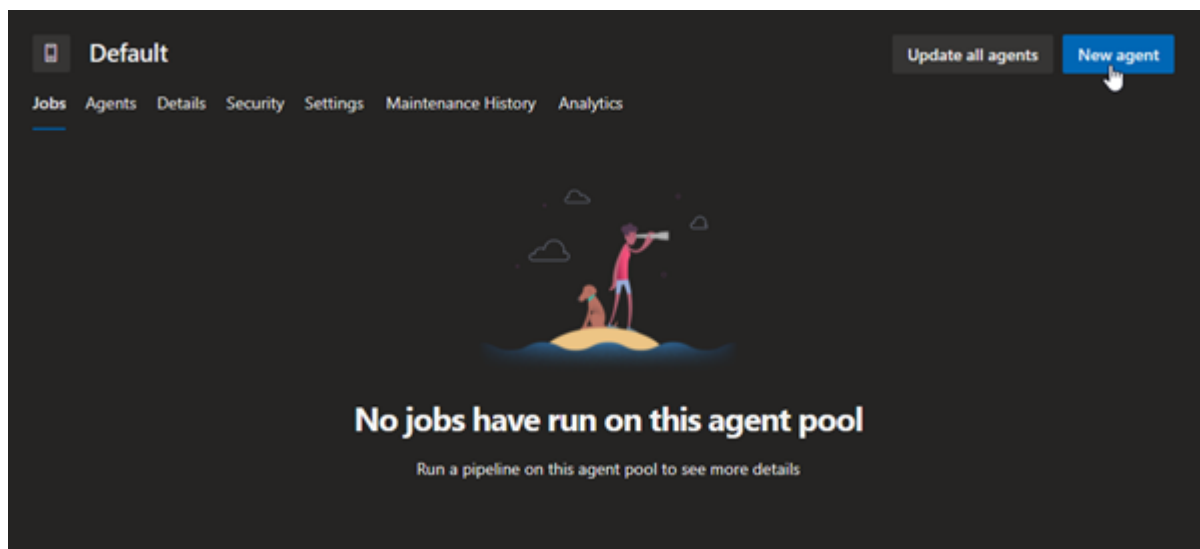 Default
Update all agents
New agent
Jobs Agents Details Security Settings Maintenance History Analytics
No jobs have run on this agent pool
Run a pipeline on this agent pool to see more details